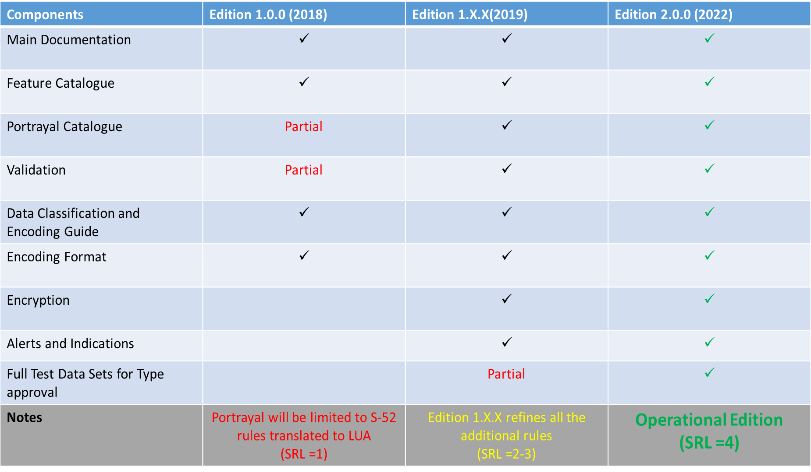 Components Edition 1.0.0 (2018) Edition 1.X.X(2019) Edition 2.0.0 (2022)
Main Documentation ✓ ✓ ✓
Feature Catalogue ✓ ✓ ✓
Portrayal Catalogue Partial ✓ ✓
Validation Partial ✓ ✓
Data Classification and
Encoding Guide ✓ ✓ ✓
Encoding Format ✓ ✓ ✓
Encryption ✓ ✓
Alerts and Indications ✓ ✓
Full Test Data Sets for Type
approval Partial ✓
Notes
Portrayal will be limited to S-52
rules translated to LUA
(SRL =1)
Edition 1.X.X refines all the
additional rules
(SRL =2-3)
Operational Edition
(SRL =4)